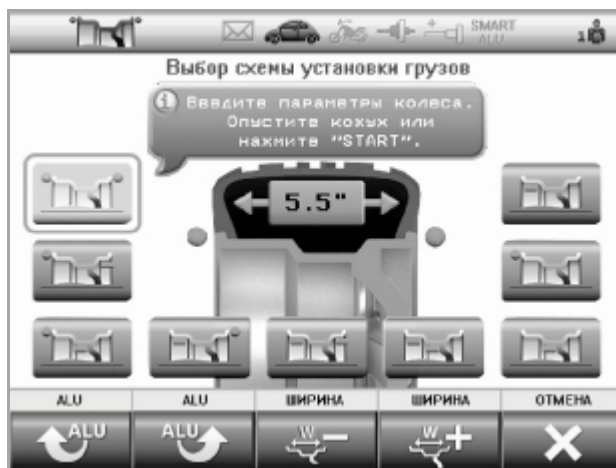 SMART
ALU
1
Выбор схемы установки грузов
Введите параметры колеса.
Опустите кожух или
нажмите "START".
5.5"
ALU ALU ШИРИНА ШИРИНА ОТМЕНА
ALU ALU W W